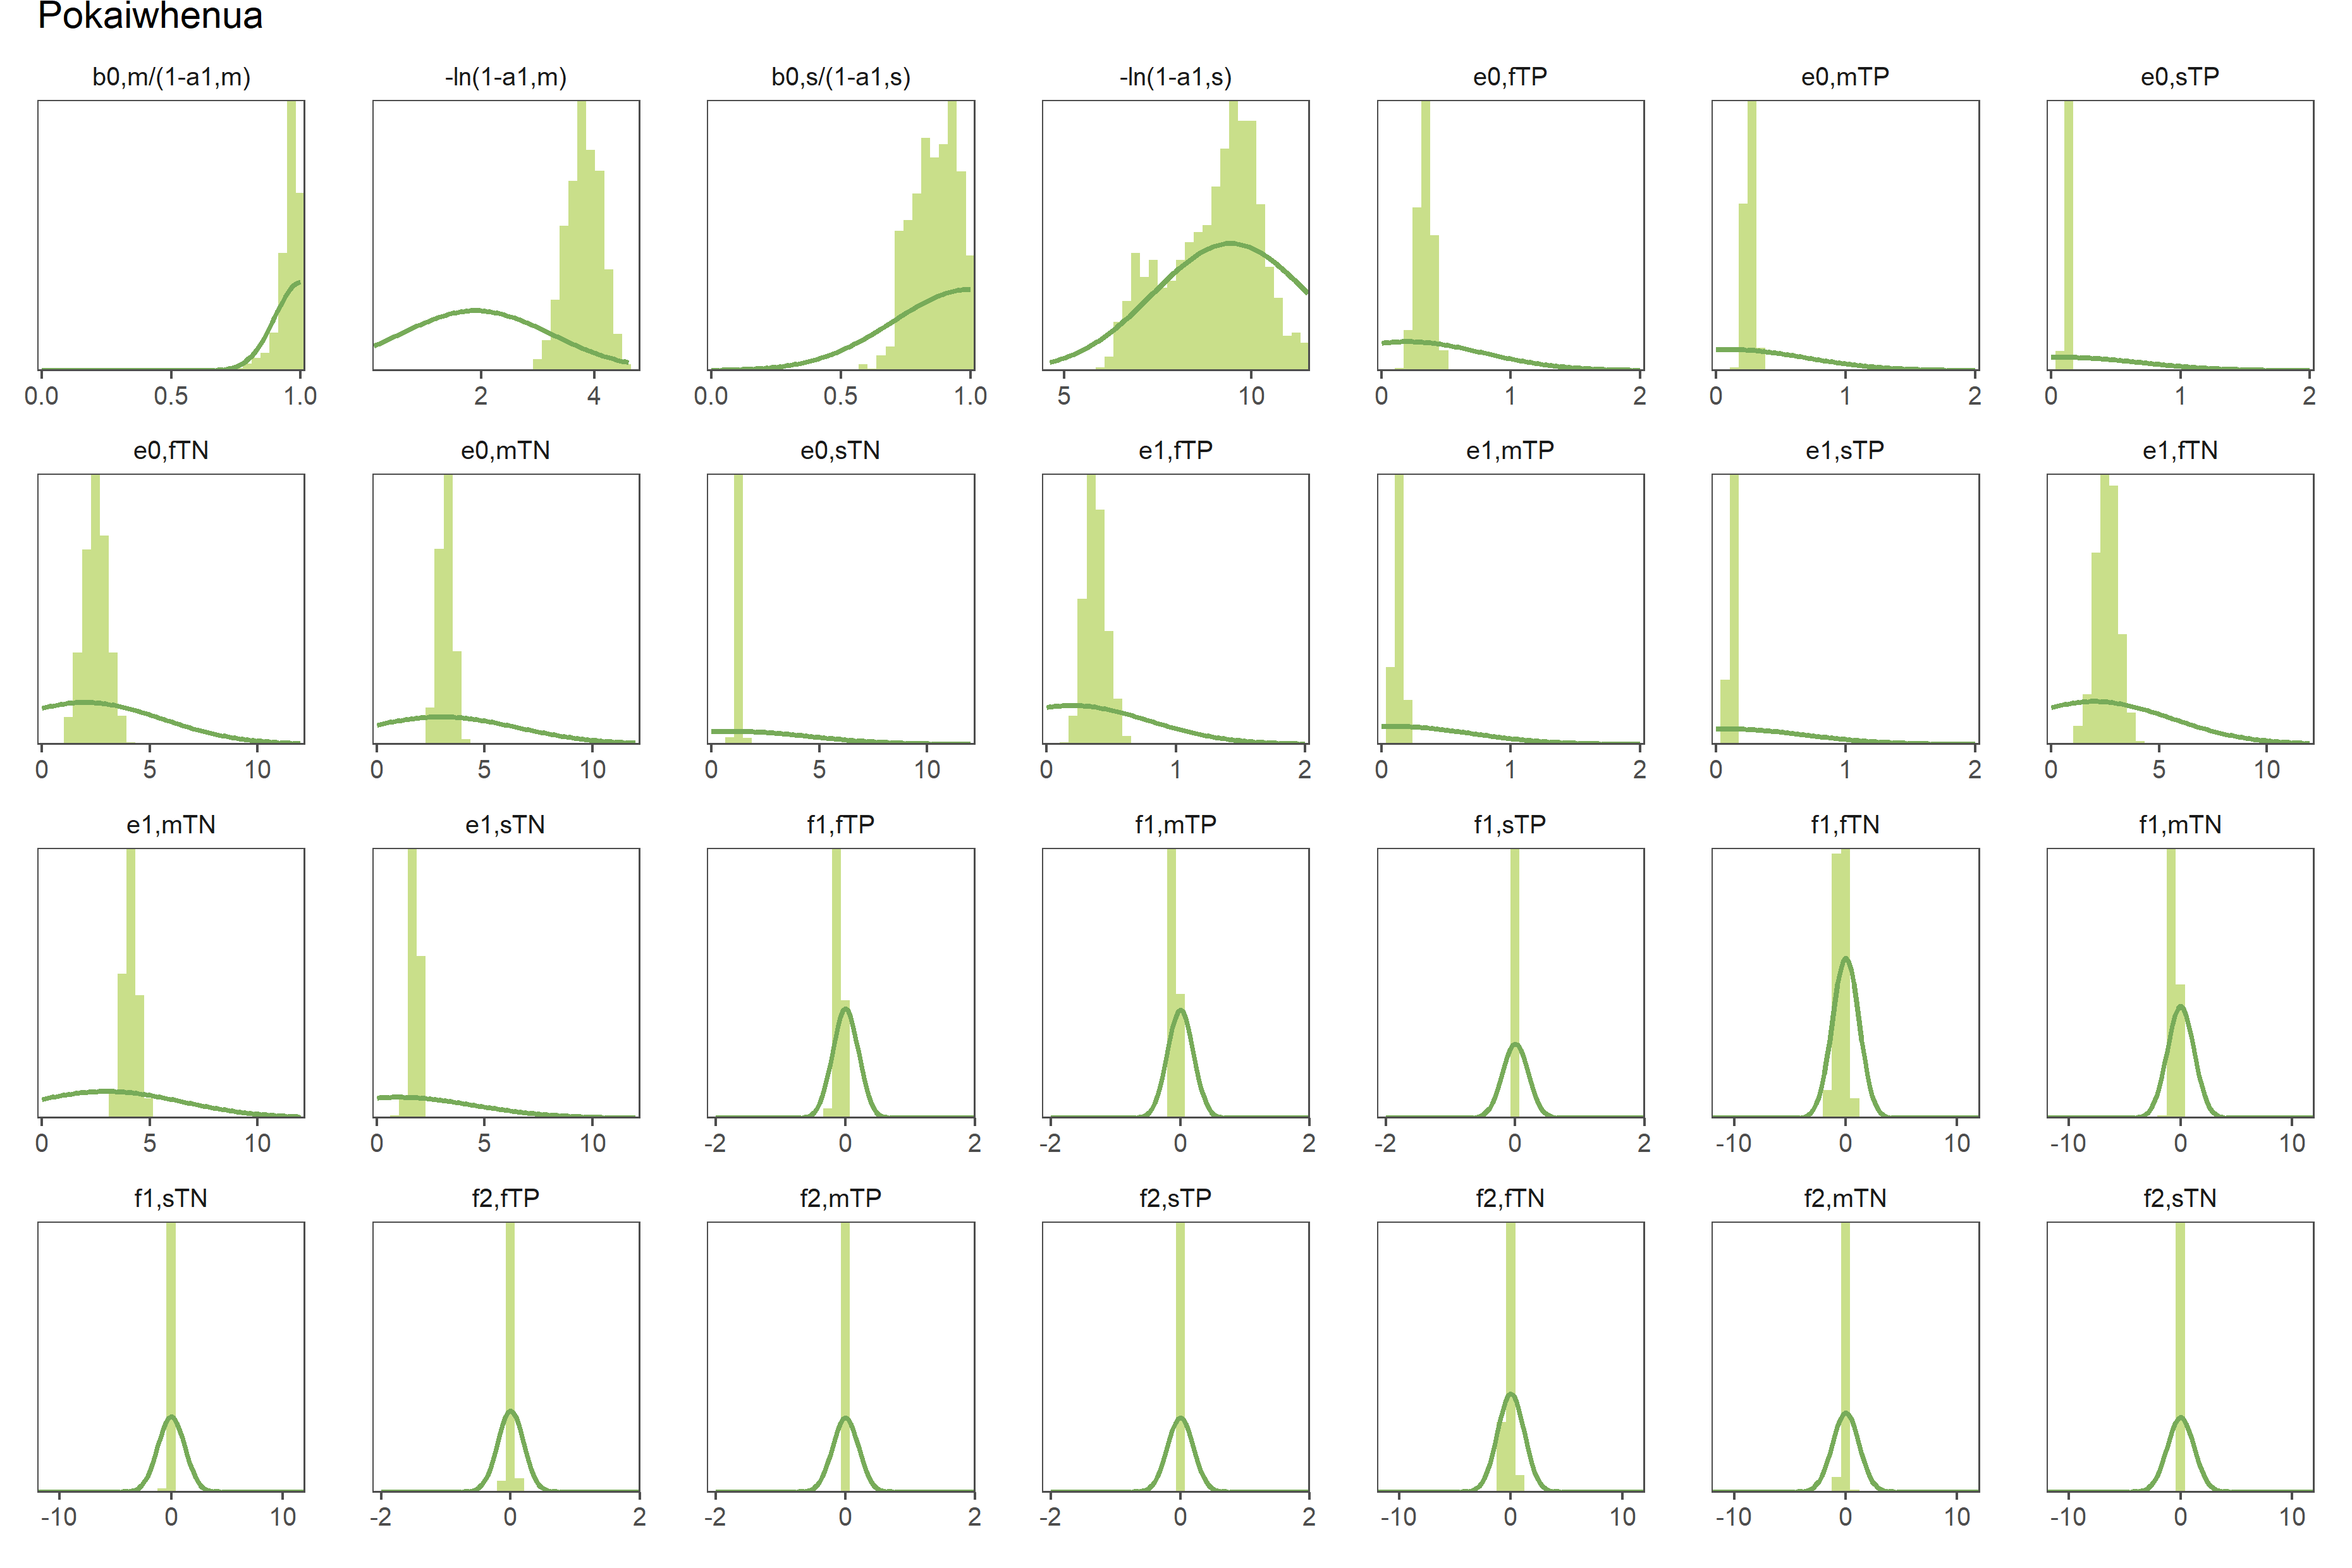 Pokaiwhenua
b0,m/(1-a1,m) -ln(1-a1,m) b0,s/(1-a1,s) -ln(1-a1,s) e0,fTP e0,mTP e0,sTP
0.0 0.5 1.0 2 4 0.0 0.5 1.0 5 10 0 1 2 0 1 2 0 1 2
e0,fTN e0,mTN e0,sTN e1,fTP e1,mTP e1,sTP e1,fTN
0 5 10 0 5 10 0 5 10 0 1 2 0 1 2 0 1 2 0 5 10
e1,mTN e1,sTN f1,fTP f1,mTP f1,sTP f1,fTN f1,mTN
0 5 10 0 5 10 -2 0 2 -2 0 2 -2 0 2 -10 0 10 -10 0 10
f1,sTN f2,fTP f2,mTP f2,sTP f2,fTN f2,mTN f2,sTN
-10 0 10 -2 0 2 -2 0 2 -2 0 2 -10 0 10 -10 0 10 -10 0 10